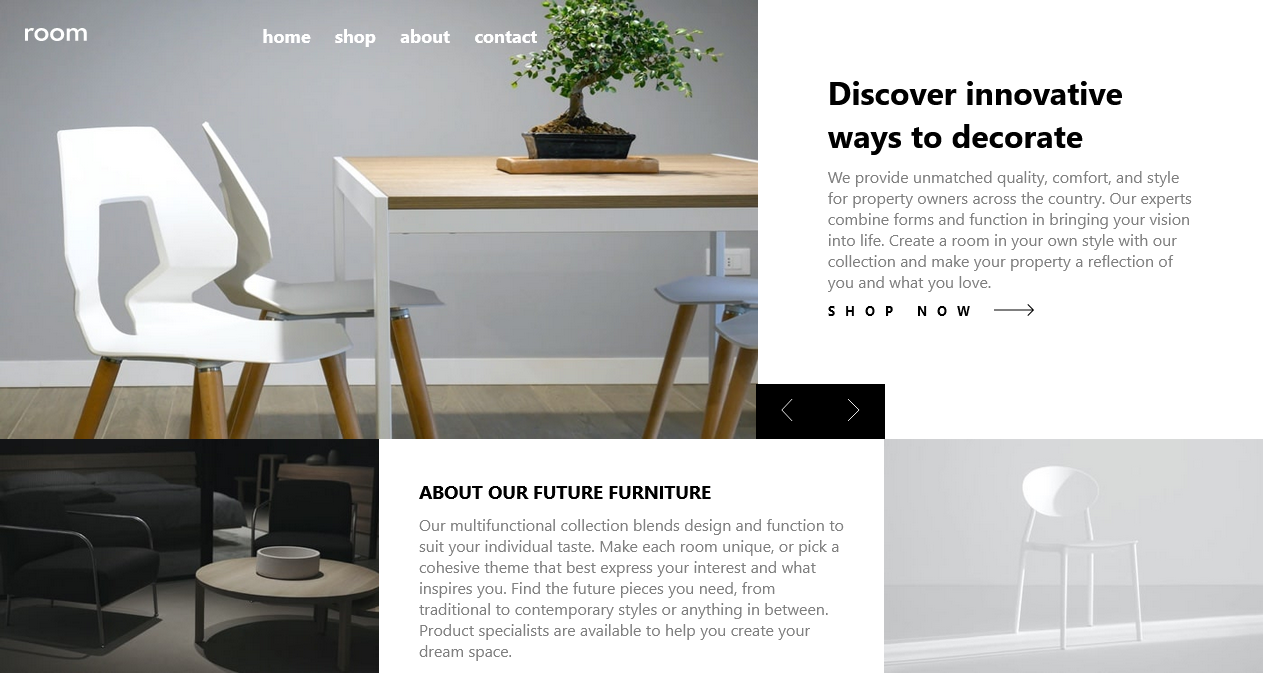 room
home shop about contact
Discover innovative
ways to decorate
We provide unmatched quality, comfort, and style
for property owners across the country. Our experts
combine forms and function in bringing your vision
into life. Create a room in your own style with our
collection and make your property a reflection of
you and what you love.
SHOP NOW
ABOUT OUR FUTURE FURNITURE
Our multifunctional collection blends design and function to
suit your individual taste. Make each room unique, or pick a
cohesive theme that best express your interest and what
inspires you. Find the future pieces you need, from
traditional to contemporary styles or anything in between.
Product specialists are available to help you create your
dream space.